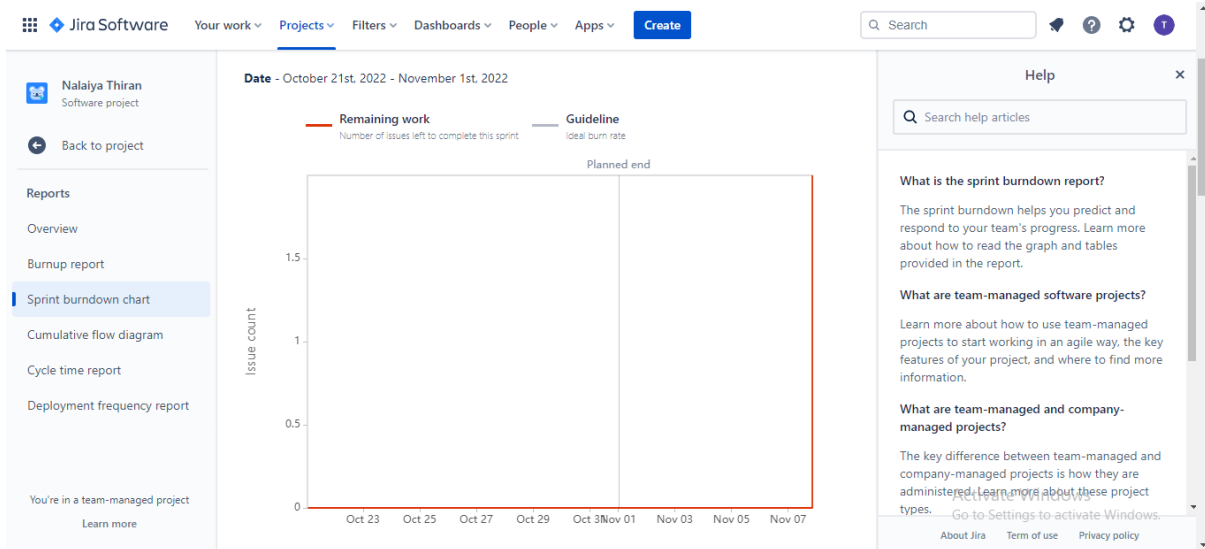 Jira Software Your work Projects Filters Dashboards People Apps Create Search ? T
Nalaiya Thiran
Software project
Back to project
Reports
Overview
Burnup report
Sprint burndown chart
Cumulative flow diagram
Cycle time report
Deployment frequency report
You're in a team-managed project
Learn more
Date - October 21st, 2022 - November 1st, 2022
Remaining work
Number of issues left to complete this sprint
Guideline
Ideal burn rate
Planned end
Issue count
1.5
1
0.5
0
Oct 23 Oct 25 Oct 27 Oct 29 Oct 31 Nov 01 Nov 03 Nov 05 Nov 07
Help
Search help articles
What is the sprint burndown report?
The sprint burndown helps you predict and
respond to your team's progress. Learn more
about how to read the graph and tables
provided in the report.
What are team-managed software projects?
Learn more about how to use team-managed
projects to start working in an agile way, the key
features of your project, and where to find more
information.
What are team-managed and company-
managed projects?
The key difference between team-managed and
company-managed projects is how they are
administered. Learn more about these project
types.
Activate Windows
Go to Settings to activate Windows.
About Jira Term of use Privacy policy